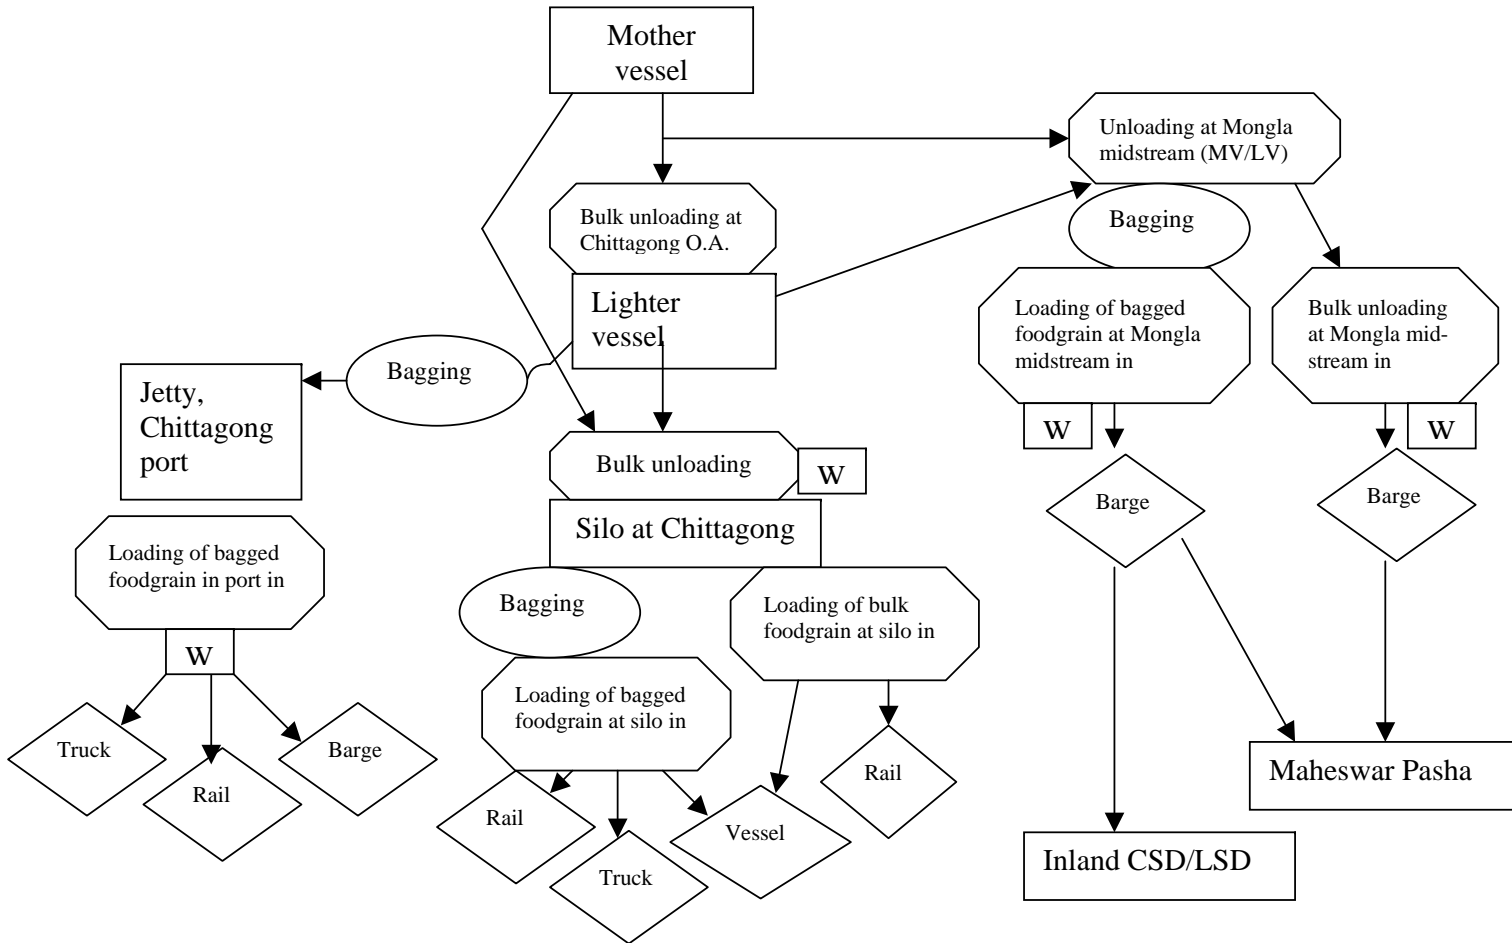 Mother
vessel
Unloading at Mongla
midstream (MV/LV)
Bulk unloading at
Chittagong O.A.
Bagging
Lighter
vessel
Loading of bagged
foodgrain at Mongla
midstream in
Bulk unloading
at Mongla mid-
stream in
Bagging
Jetty,
Chittagong
port
W
W
Bulk unloading
W
Barge
Barge
Silo at Chittagong
Loading of bagged
foodgrain in port in
Bagging
Loading of bulk
foodgrain at silo in
W
Loading of bagged
foodgrain at silo in
Truck
Rail
Barge
Rail
Truck
Vessel
Rail
Maheswar Pasha
Inland CSD/LSD